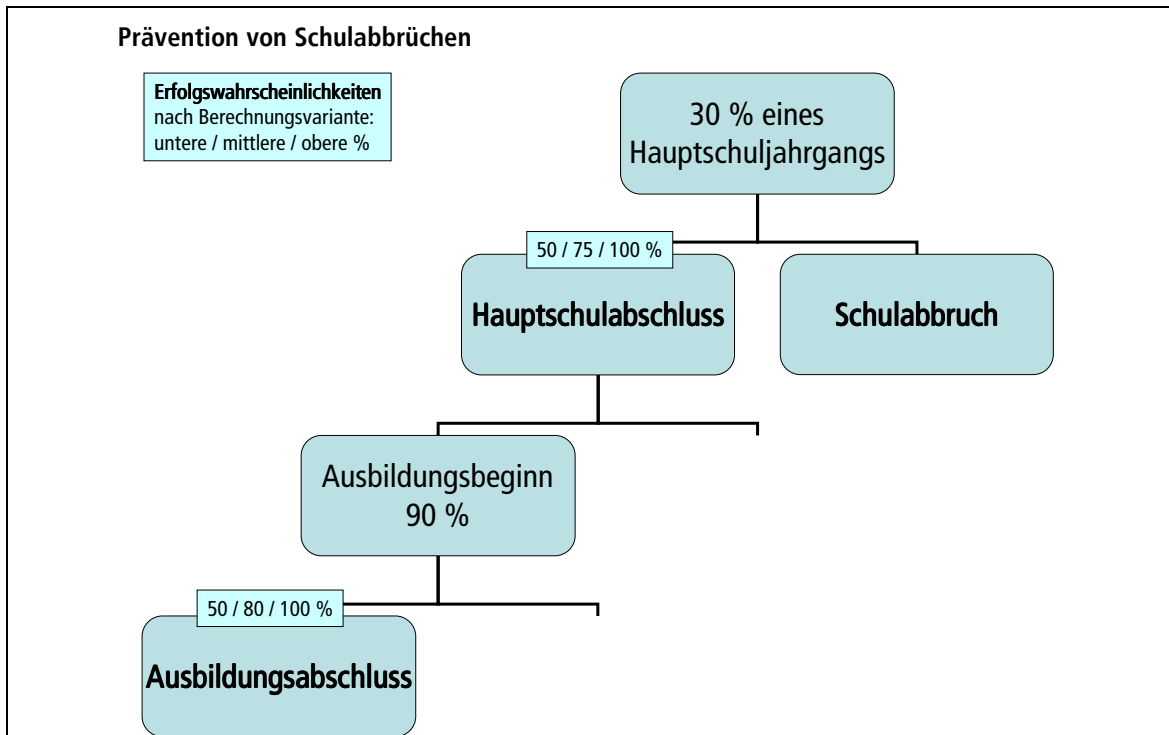 Prävention von Schulabbrüchen
Erfolgswahrscheinlichkeiten
nach Berechnungsvariante:
untere / mittlere / obere %
30 % eines
Hauptschuljahrgangs
50 / 75 / 100 %
Hauptschulabschluss
Schulabbruch
Ausbildungsbeginn
90 %
50 / 80 / 100 %
Ausbildungsabschluss